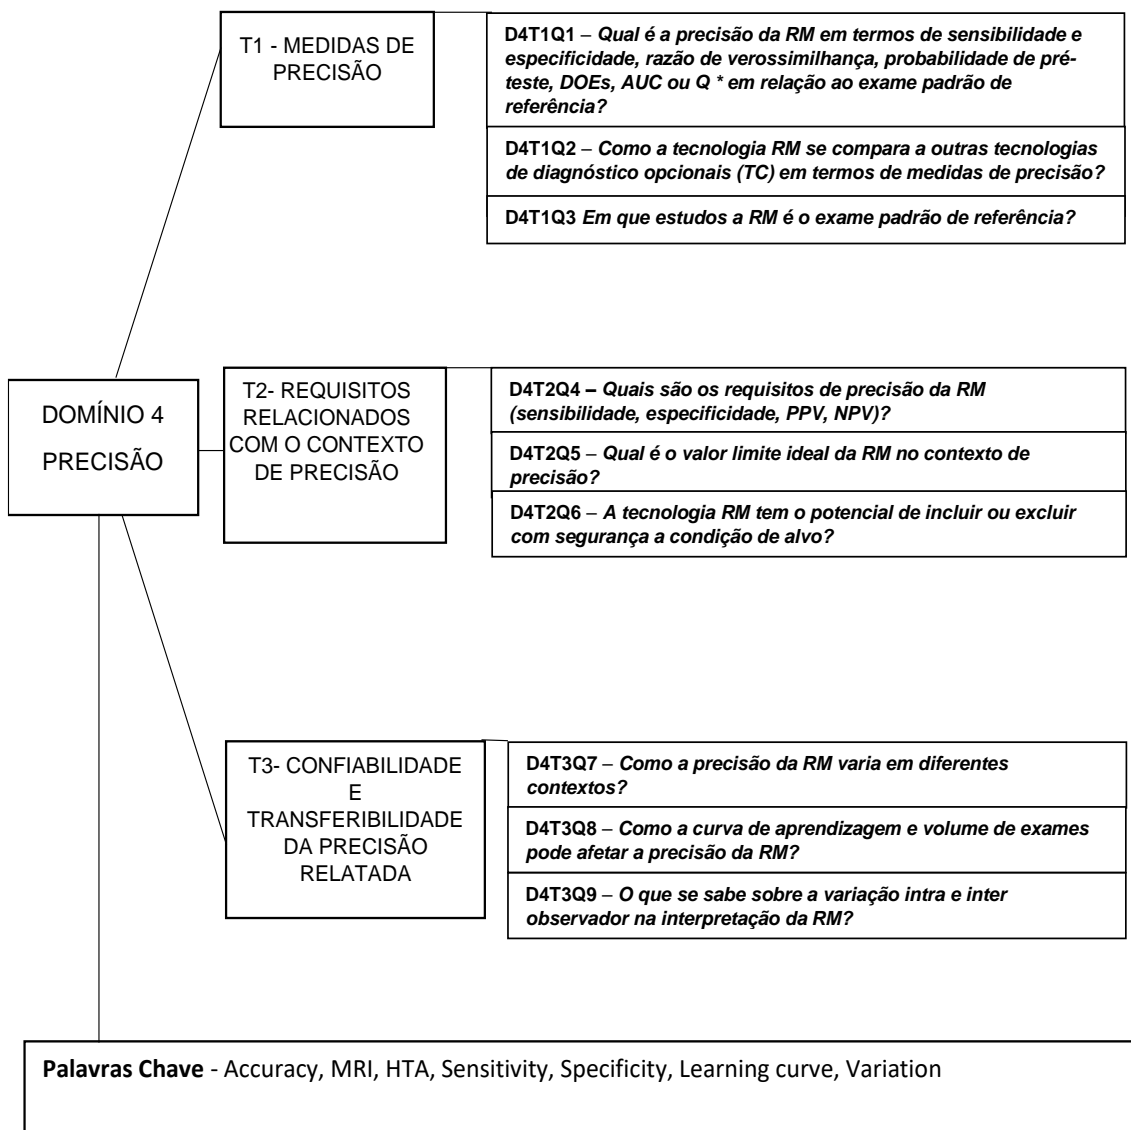 T1 - MEDIDAS DE
PRECISÃO
D4T1Q1 – Qual é a precisão da RM em termos de sensibilidade e
especificidade, razão de verossimilhança, probabilidade de pré-
teste, DOEs, AUC ou Q * em relação ao exame padrão de
referência?
D4T1Q2 – Como a tecnologia RM se compara a outras tecnologias
de diagnóstico opcionais (TC) em termos de medidas de precisão?
D4T1Q3 Em que estudos a RM é o exame padrão de referência?
DOMÍNIO 4
PRECISÃO
T2- REQUISITOS
RELACIONADOS
COM O CONTEXTO
DE PRECISÃO
D4T2Q4 – Quais são os requisitos de precisão da RM
(sensibilidade, especificidade, PPV, NPV)?
D4T2Q5 – Qual é o valor limite ideal da RM no contexto de
precisão?
D4T2Q6 – A tecnologia RM tem o potencial de incluir ou excluir
com segurança a condição de alvo?
T3- CONFIABILIDADE
E
TRANSFERIBILIDADE
DA PRECISÃO
RELATADA
D4T3Q7 – Como a precisão da RM varia em diferentes
contextos?
D4T3Q8 – Como a curva de aprendizagem e volume de exames
pode afetar a precisão da RM?
D4T3Q9 – O que se sabe sobre a variação intra e inter
observador na interpretação da RM?
Palavras Chave - Accuracy, MRI, HTA, Sensitivity, Specificity, Learning curve, Variation